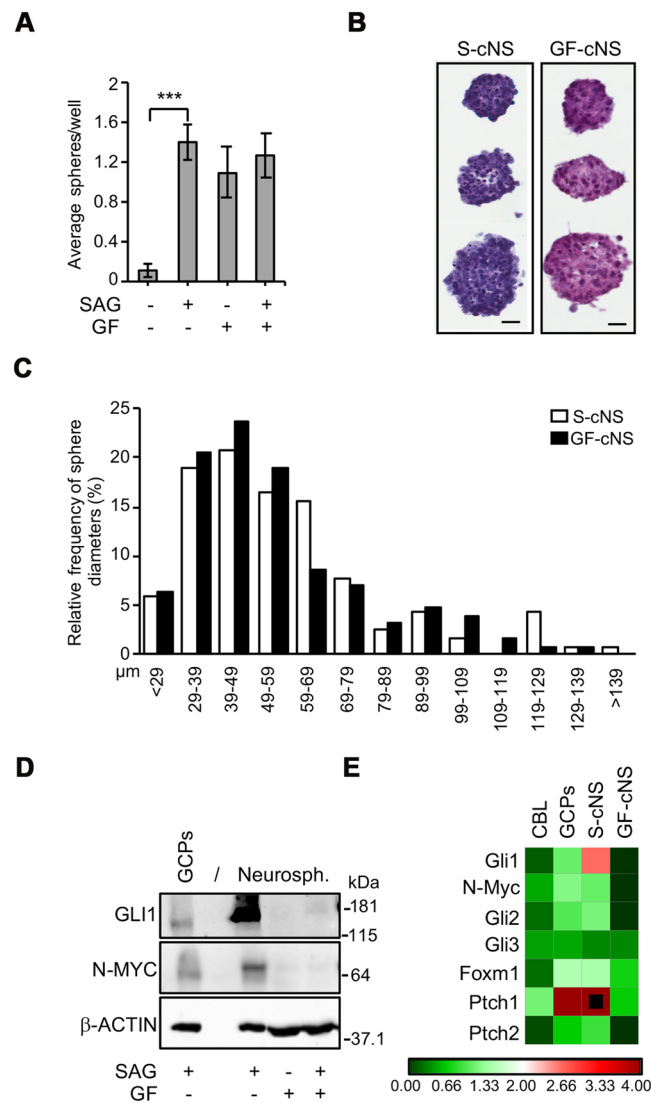 A
Average spheres/well
2
1.6
1.2
0.8
0.4
0
***
SAG - + - +
GF - - + +
B
S-cNS GF-cNS
C
Relative frequency of sphere
diameters (%)
25
20
15
10
5
0
S-cNS
GF-cNS
µm <29 29-39 39-49 49-59 59-69 69-79 79-89 89-99 99-109 109-119 119-129 129-139 >139
D
GCPs / Neurosph. kDa
GLI1 -181
-115
N-MYC -64
β-ACTIN -37.1
SAG + + - +
GF - - + +
E
CBL GCPs S-cNS GF-cNS
Gli1
N-Myc
Gli2
Gli3
Foxm1
Ptch1
Ptch2
0.00 0.66 1.33 2.00 2.66 3.33 4.00